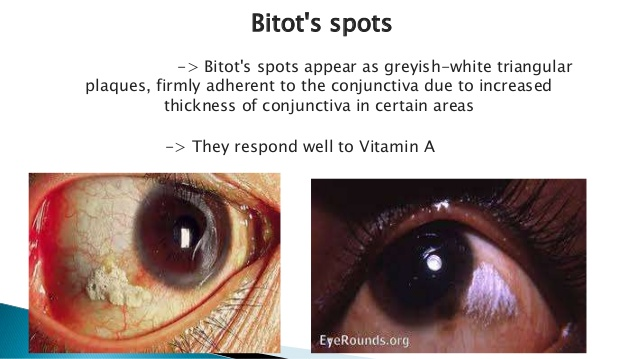 Bitot's spots
-> Bitot's spots appear as greyish-white triangular
plaques, firmly adherent to the conjunctiva due to increased
thickness of conjunctiva in certain areas
-> They respond well to Vitamin A
EyeRounds.org